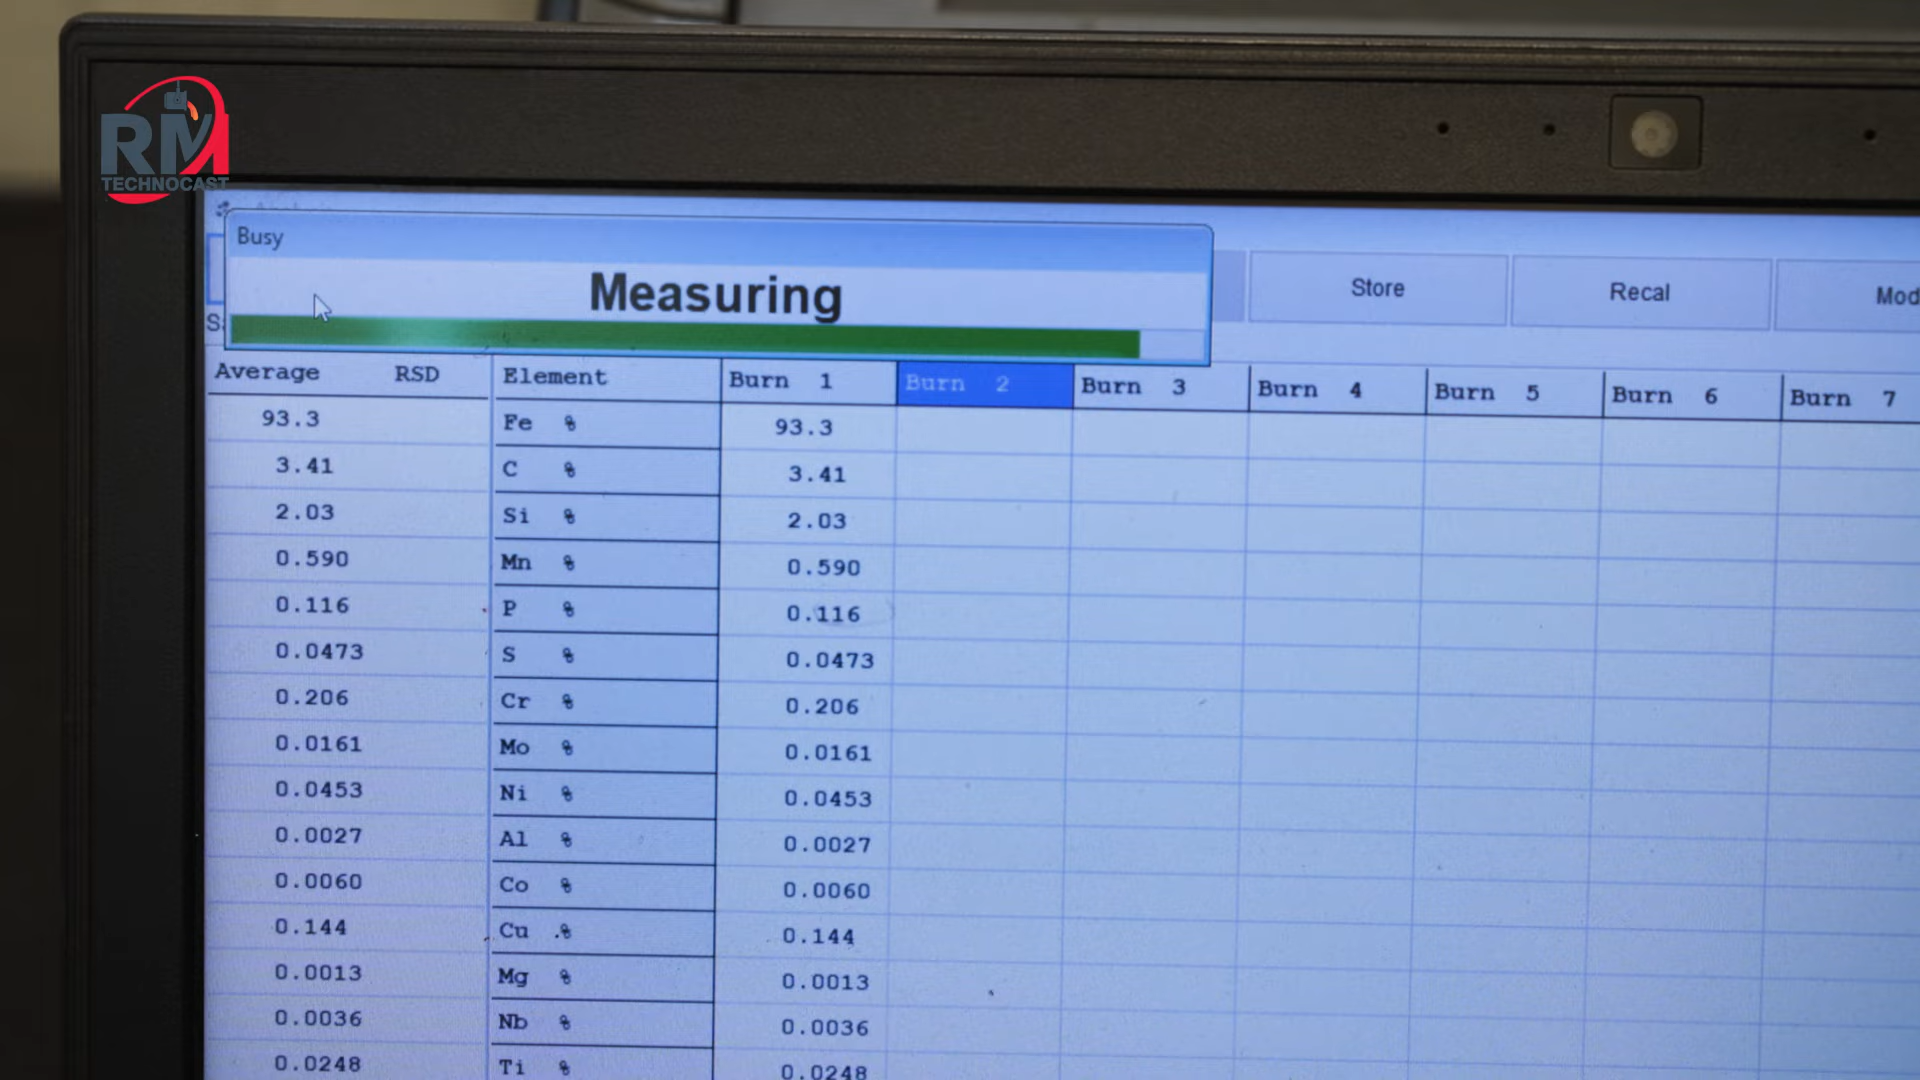 RM
TECHNOCAST
Busy
Measuring
Store Recal Mod
Average RSD Element Burn 1 Burn 2 Burn 3 Burn 4 Burn 5 Burn 6 Burn 7
93.3 Fe % 93.3
3.41 C % 3.41
2.03 Si % 2.03
0.590 Mn % 0.590
0.116 P % 0.116
0.0473 S % 0.0473
0.206 Cr % 0.206
0.0161 Mo % 0.0161
0.0453 Ni % 0.0453
0.0027 Al % 0.0027
0.0060 Co % 0.0060
0.144 Cu % 0.144
0.0013 Mg % 0.0013
0.0036 Nb % 0.0036
0.0248 Ti % 0.0248